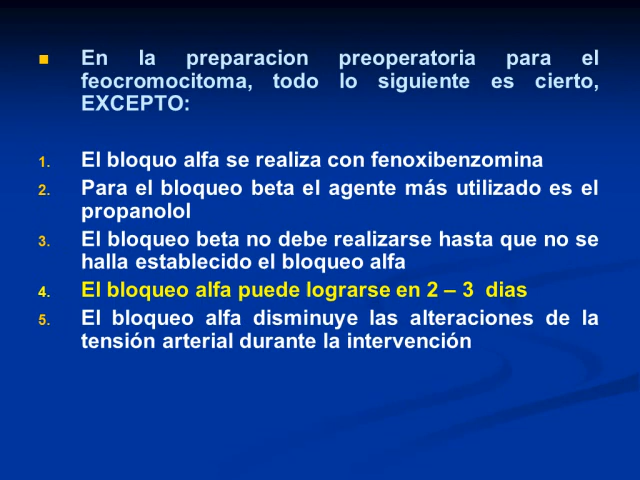 En la preparacion preoperatoria para el
feocromocitoma, todo lo siguiente es cierto,
EXCEPTO:
1. El bloquo alfa se realiza con fenoxibenzomina
2. Para el bloqueo beta el agente más utilizado es el
propanolol
3. El bloqueo beta no debe realizarse hasta que no se
halla establecido el bloqueo alfa
4. El bloqueo alfa puede lograrse en 2 – 3 dias
5. El bloqueo alfa disminuye las alteraciones de la
tensión arterial durante la intervención